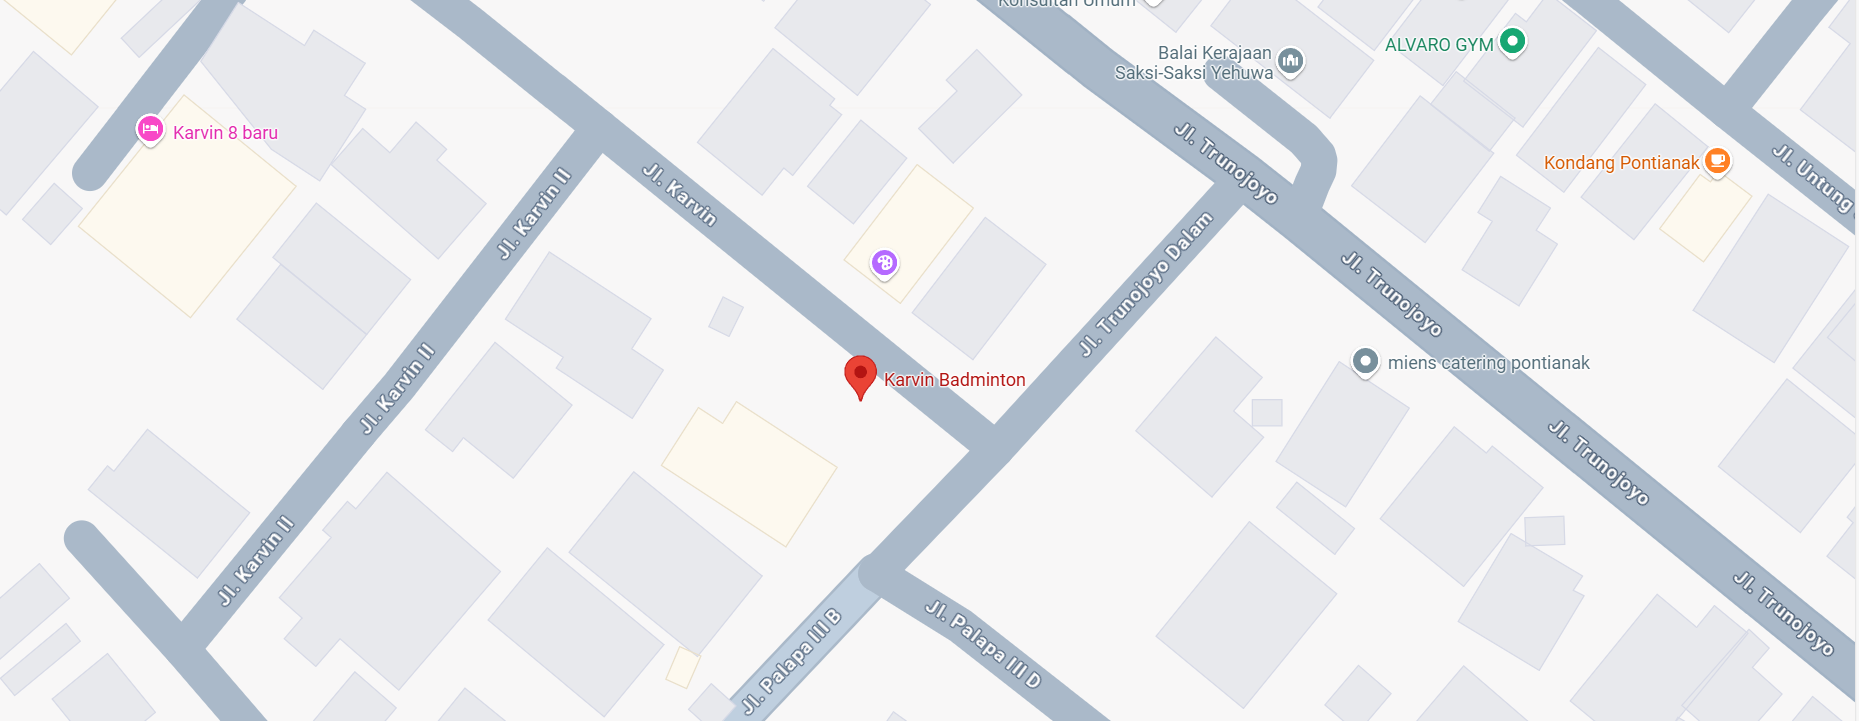 Konsultan Umum
Balai Kerajaan
Saksi-Saksi Yehuwa
ALVARO GYM
Karvin 8 baru
Jl. Karvin II
Jl. Karvin
Jl. Trunojoyo
Kondang Pontianak
Jl. Untung
Jl. Trunojoyo Dalam
Jl. Trunojoyo
Jl. Karvin II
Karvin Badminton
miens catering pontianak
Jl. Trunojoyo
Jl. Karvin II
Jl. Palapa III B
Jl. Palapa III D
Jl. Trunojoyo